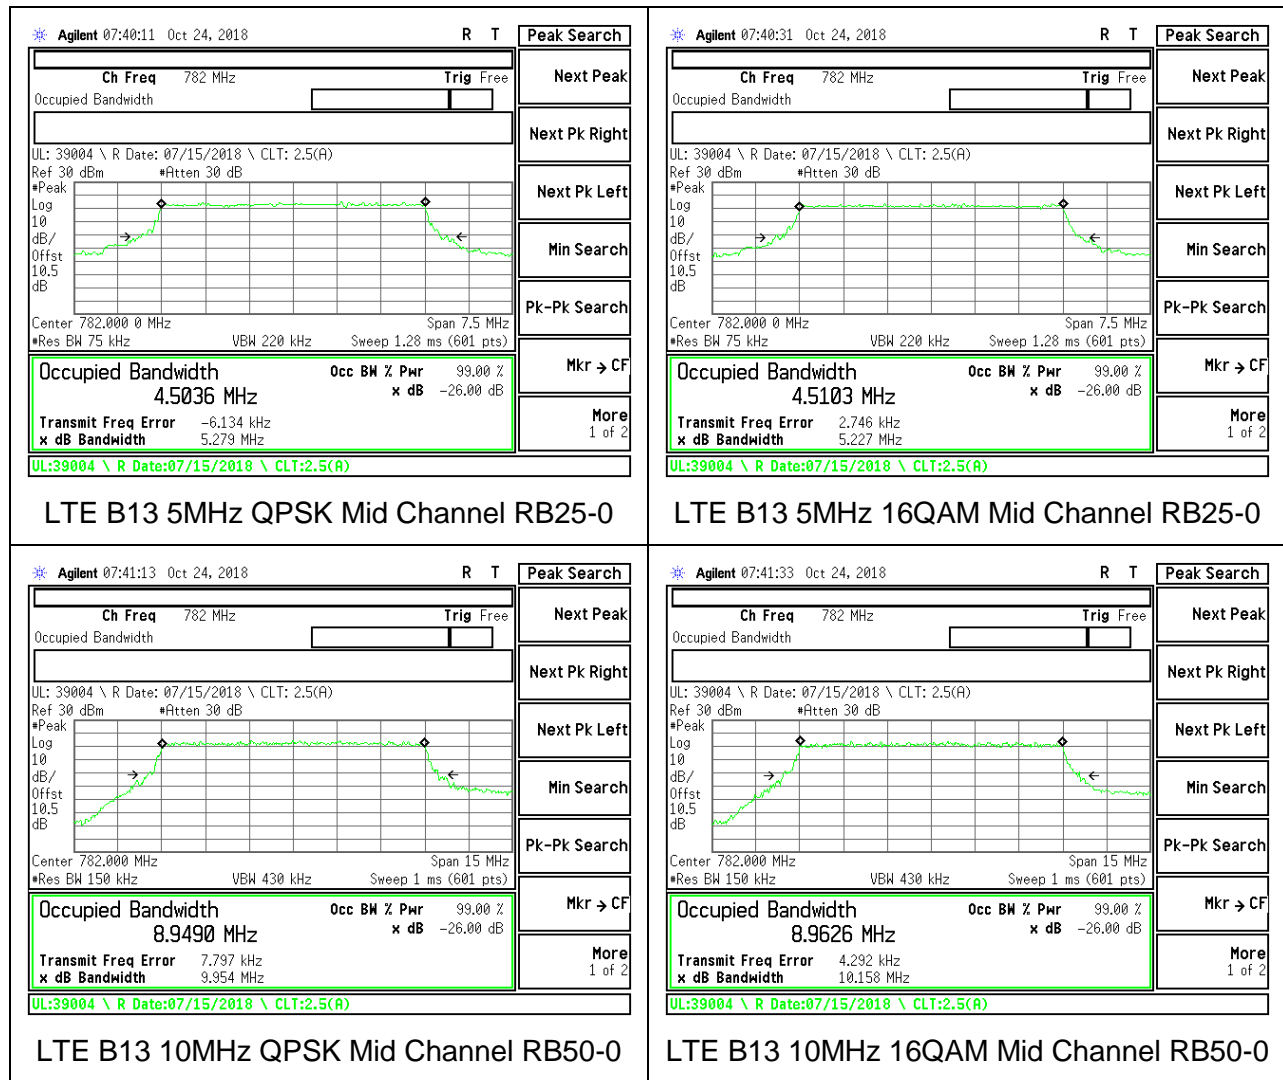 Agilent 07:40:11 Oct 24, 2018 R T
Peak Search
Ch Freq 782 MHz Trig Free
Occupied Bandwidth
UL: 39004 \ R Date: 07/15/2018 \ CLT: 2.5(A)
Ref 30 dBm #Atten 30 dB
#Peak
Log
10
dB/
Offst
10.5
dB
Center 782.000 0 MHz Span 7.5 MHz
#Res BW 75 kHz VBW 220 kHz Sweep 1.28 ms (601 pts)
Occupied Bandwidth Occ BW % Pwr 99.00 %
4.5036 MHz x dB -26.00 dB
Transmit Freq Error -6.134 kHz
x dB Bandwidth 5.279 MHz
UL:39004 \ R Date:07/15/2018 \ CLT:2.5(A)
Next Peak
Next Pk Right
Next Pk Left
Min Search
Pk-Pk Search
Mkr → CF
More
1 of 2
LTE B13 5MHz QPSK Mid Channel RB25-0
Agilent 07:40:31 Oct 24, 2018 R T
Peak Search
Ch Freq 782 MHz Trig Free
Occupied Bandwidth
UL: 39004 \ R Date: 07/15/2018 \ CLT: 2.5(A)
Ref 30 dBm #Atten 30 dB
#Peak
Log
10
dB/
Offst
10.5
dB
Center 782.000 0 MHz Span 7.5 MHz
#Res BW 75 kHz VBW 220 kHz Sweep 1.28 ms (601 pts)
Occupied Bandwidth Occ BW % Pwr 99.00 %
4.5103 MHz x dB -26.00 dB
Transmit Freq Error 2.746 kHz
x dB Bandwidth 5.227 MHz
UL:39004 \ R Date:07/15/2018 \ CLT:2.5(A)
Next Peak
Next Pk Right
Next Pk Left
Min Search
Pk-Pk Search
Mkr → CF
More
1 of 2
LTE B13 5MHz 16QAM Mid Channel RB25-0
Agilent 07:41:13 Oct 24, 2018 R T
Peak Search
Ch Freq 782 MHz Trig Free
Occupied Bandwidth
UL: 39004 \ R Date: 07/15/2018 \ CLT: 2.5(A)
Ref 30 dBm #Atten 30 dB
#Peak
Log
10
dB/
Offst
10.5
dB
Center 782.000 MHz Span 15 MHz
#Res BW 150 kHz VBW 430 kHz Sweep 1 ms (601 pts)
Occupied Bandwidth Occ BW % Pwr 99.00 %
8.9490 MHz x dB -26.00 dB
Transmit Freq Error 7.797 kHz
x dB Bandwidth 9.954 MHz
UL:39004 \ R Date:07/15/2018 \ CLT:2.5(A)
Next Peak
Next Pk Right
Next Pk Left
Min Search
Pk-Pk Search
Mkr → CF
More
1 of 2
LTE B13 10MHz QPSK Mid Channel RB50-0
Agilent 07:41:33 Oct 24, 2018 R T
Peak Search
Ch Freq 782 MHz Trig Free
Occupied Bandwidth
UL: 39004 \ R Date: 07/15/2018 \ CLT: 2.5(A)
Ref 30 dBm #Atten 30 dB
#Peak
Log
10
dB/
Offst
10.5
dB
Center 782.000 MHz Span 15 MHz
#Res BW 150 kHz VBW 430 kHz Sweep 1 ms (601 pts)
Occupied Bandwidth Occ BW % Pwr 99.00 %
8.9626 MHz x dB -26.00 dB
Transmit Freq Error 4.292 kHz
x dB Bandwidth 10.158 MHz
UL:39004 \ R Date:07/15/2018 \ CLT:2.5(A)
Next Peak
Next Pk Right
Next Pk Left
Min Search
Pk-Pk Search
Mkr → CF
More
1 of 2
LTE B13 10MHz 16QAM Mid Channel RB50-0